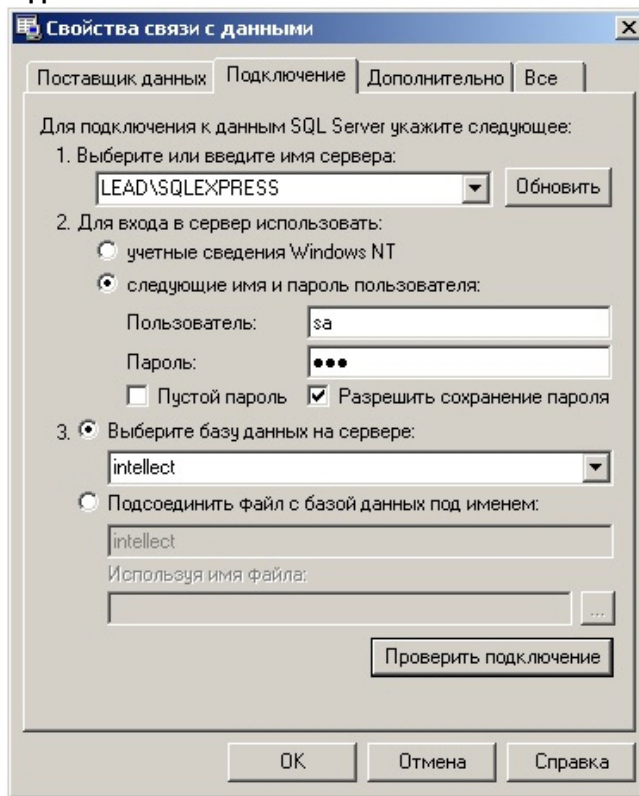 Свойства связи с данными
Поставщик данных Подключение Дополнительно Все
Для подключения к данным SQL Server укажите следующее:
1. Выберите или введите имя сервера:
LEAD\SQLEXPRESS Обновить
2. Для входа в сервер использовать:
учетные сведения Windows NT
следующие имя и пароль пользователя:
Пользователь: sa
Пароль: •••
Пустой пароль Разрешить сохранение пароля
3. Выберите базу данных на сервере:
intellect
Подсоединить файл с базой данных под именем:
intellect
Используя имя файла:
...
Проверить подключение
OK Отмена Справка